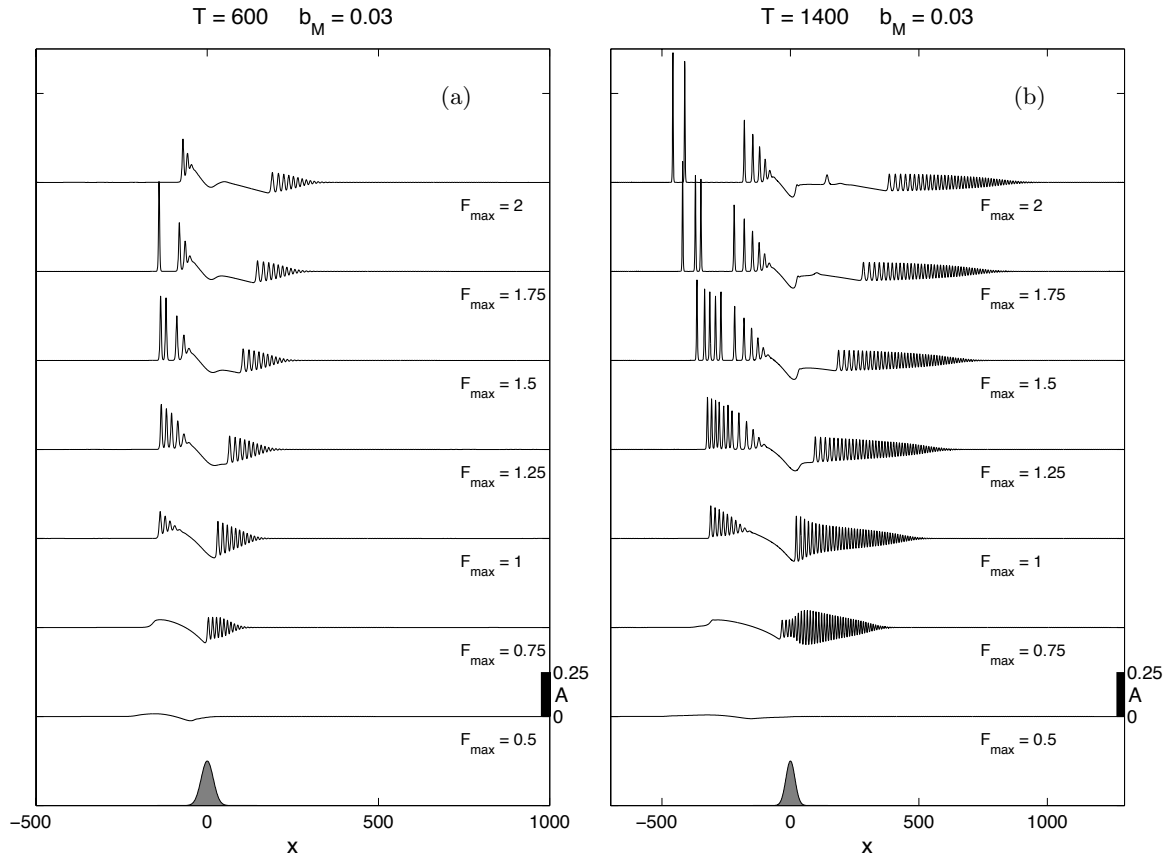 T = 600 b_M = 0.03
(a)
F_max = 2
F_max = 1.75
F_max = 1.5
F_max = 1.25
F_max = 1
F_max = 0.75
0.25
A
0
F_max = 0.5
−500 0 500 1000
x
T = 1400 b_M = 0.03
(b)
F_max = 2
F_max = 1.75
F_max = 1.5
F_max = 1.25
F_max = 1
F_max = 0.75
0.25
A
0
F_max = 0.5
−500 0 500 1000
x